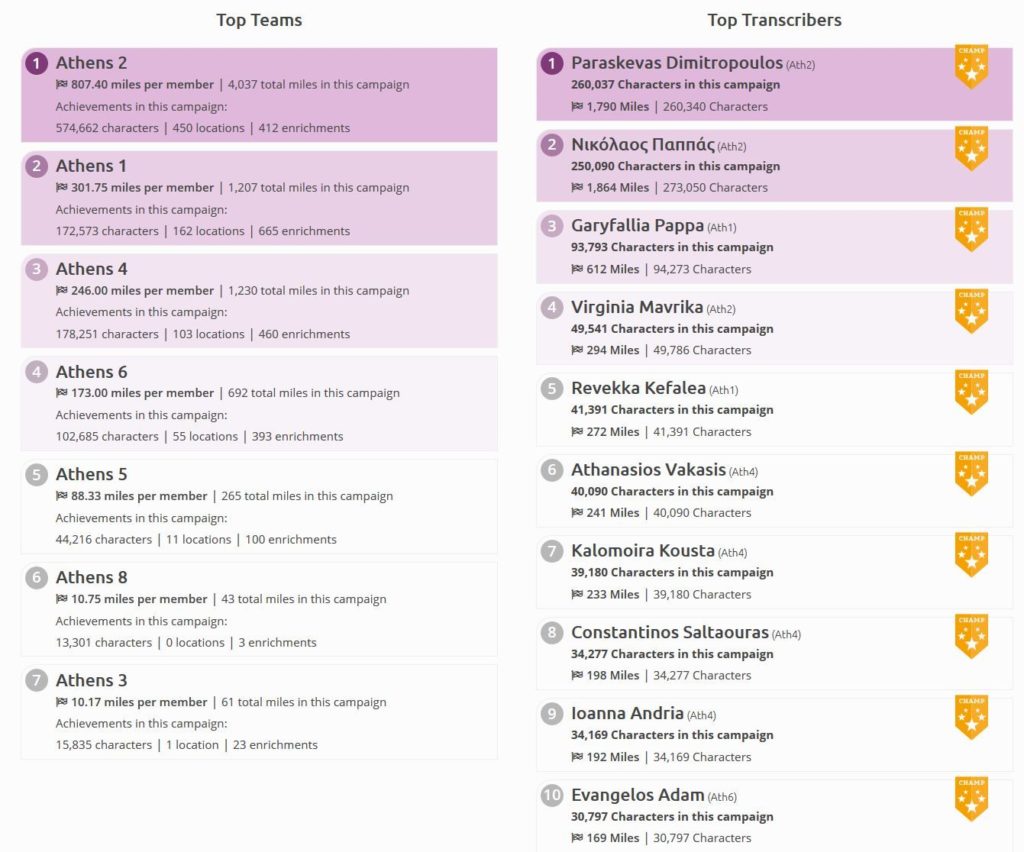 Top Teams
1
Athens 2
807.40 miles per member | 4,037 total miles in this campaign
Achievements in this campaign:
574,662 characters | 450 locations | 412 enrichments
2
Athens 1
301.75 miles per member | 1,207 total miles in this campaign
Achievements in this campaign:
172,573 characters | 162 locations | 665 enrichments
3
Athens 4
246.00 miles per member | 1,230 total miles in this campaign
Achievements in this campaign:
178,251 characters | 103 locations | 460 enrichments
4
Athens 6
173.00 miles per member | 692 total miles in this campaign
Achievements in this campaign:
102,685 characters | 55 locations | 393 enrichments
5
Athens 5
88.33 miles per member | 265 total miles in this campaign
Achievements in this campaign:
44,216 characters | 11 locations | 100 enrichments
6
Athens 8
10.75 miles per member | 43 total miles in this campaign
Achievements in this campaign:
13,301 characters | 0 locations | 3 enrichments
7
Athens 3
10.17 miles per member | 61 total miles in this campaign
Achievements in this campaign:
15,835 characters | 1 location | 23 enrichments
Top Transcribers
1
Paraskevas Dimitropoulos (Ath2)
CHAMP
260,037 Characters in this campaign
1,790 Miles | 260,340 Characters
2
Νικόλαος Παππάς (Ath2)
CHAMP
250,090 Characters in this campaign
1,864 Miles | 273,050 Characters
3
Garyfallia Pappa (Ath1)
CHAMP
93,793 Characters in this campaign
612 Miles | 94,273 Characters
4
Virginia Mavrika (Ath2)
CHAMP
49,541 Characters in this campaign
294 Miles | 49,786 Characters
5
Revekka Kefalea (Ath1)
CHAMP
41,391 Characters in this campaign
272 Miles | 41,391 Characters
6
Athanasios Vakasis (Ath4)
CHAMP
40,090 Characters in this campaign
241 Miles | 40,090 Characters
7
Kalomoira Kousta (Ath4)
CHAMP
39,180 Characters in this campaign
233 Miles | 39,180 Characters
8
Constantinos Saltaouras (Ath4)
CHAMP
34,277 Characters in this campaign
198 Miles | 34,277 Characters
9
Ioanna Andria (Ath4)
CHAMP
34,169 Characters in this campaign
192 Miles | 34,169 Characters
10
Evangelos Adam (Ath6)
CHAMP
30,797 Characters in this campaign
169 Miles | 30,797 Characters